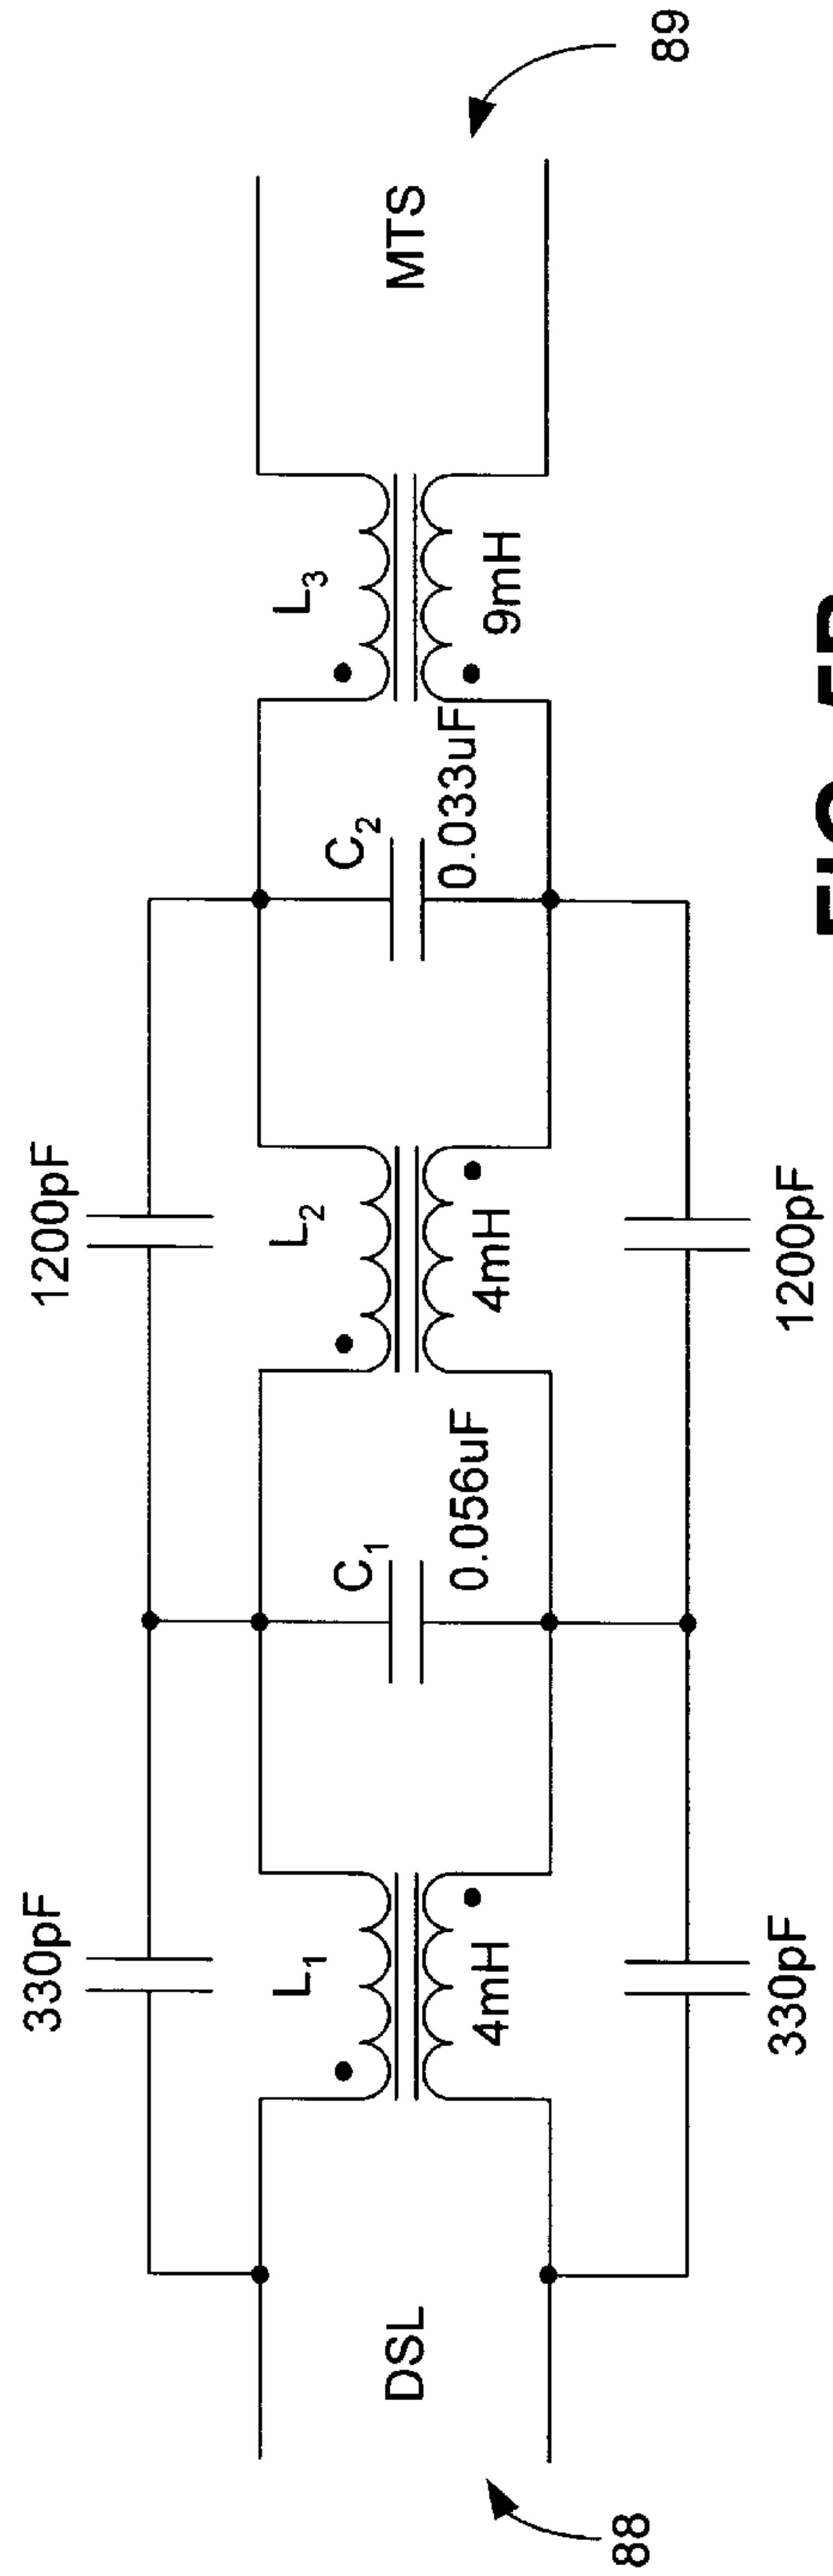 330pF
1200pF
L1
L2
L3
C1
C2
DSL
MTS
4mH
0.056uF
4mH
0.033uF
9mH
330pF
1200pF
88
89